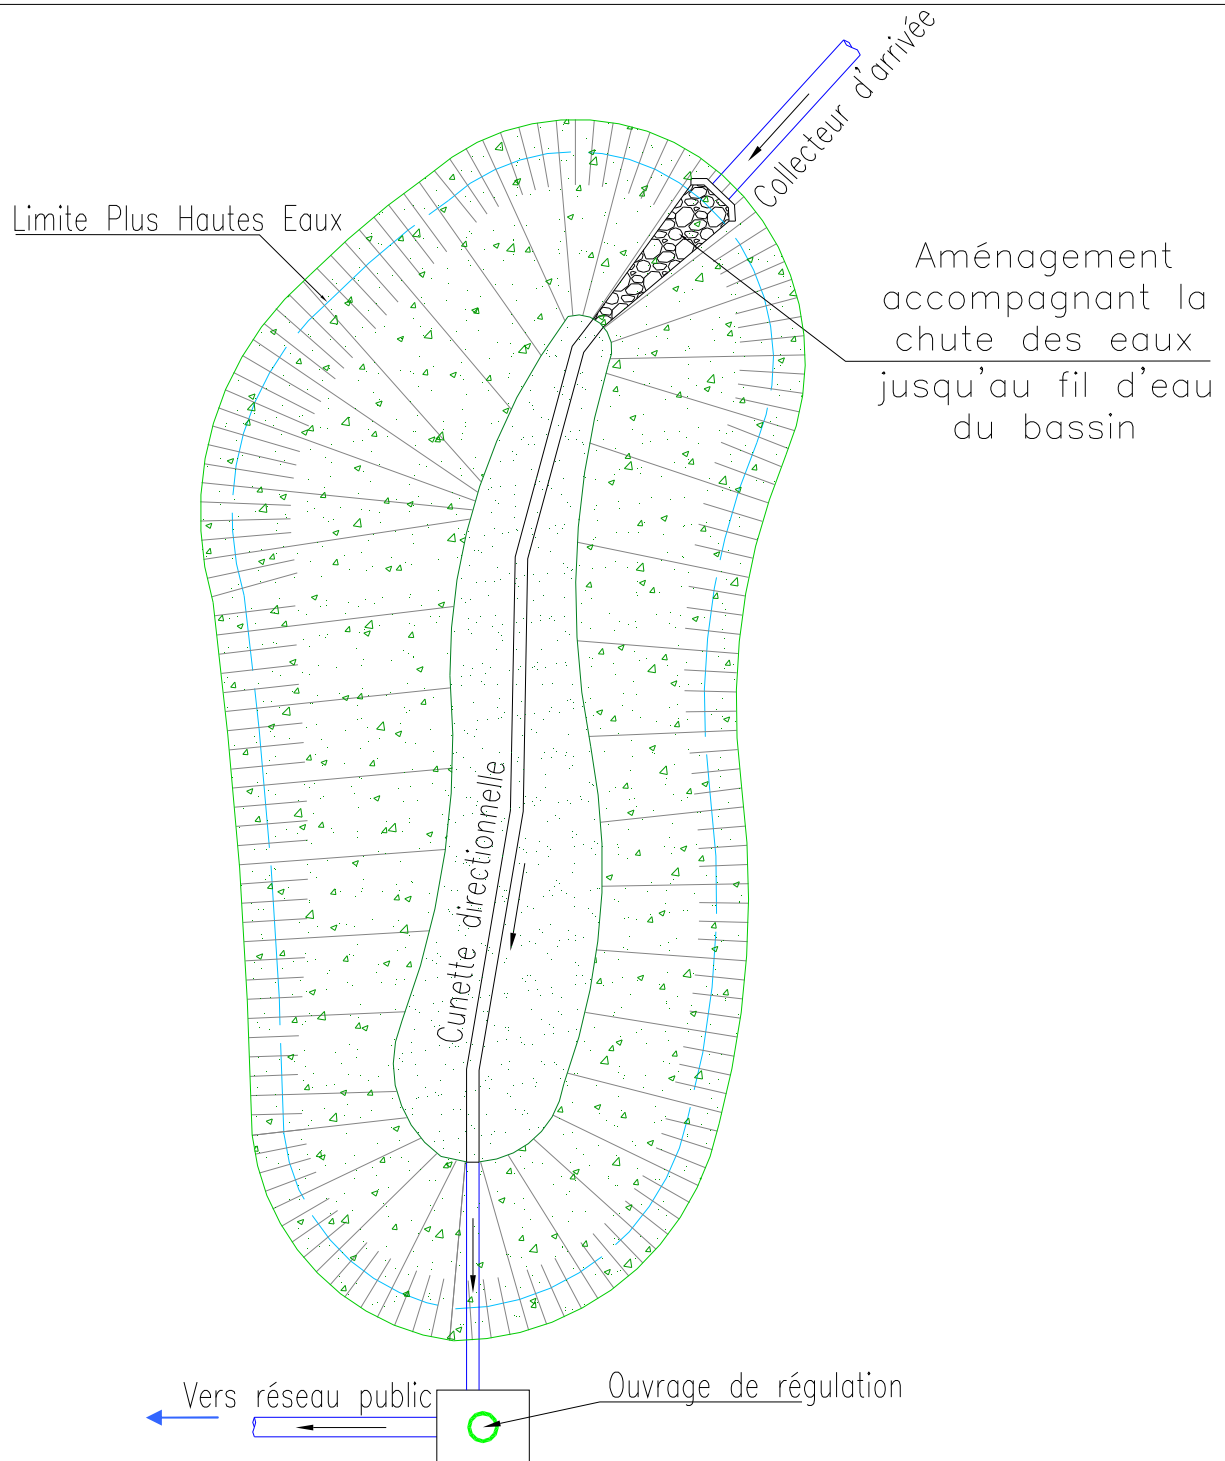 Collecteur d'arrivée
Limite Plus Hautes Eaux
Aménagement
accompagnant la
chute des eaux
jusqu'au fil d'eau
du bassin
Cunette directionnelle
Vers réseau public
Ouvrage de régulation